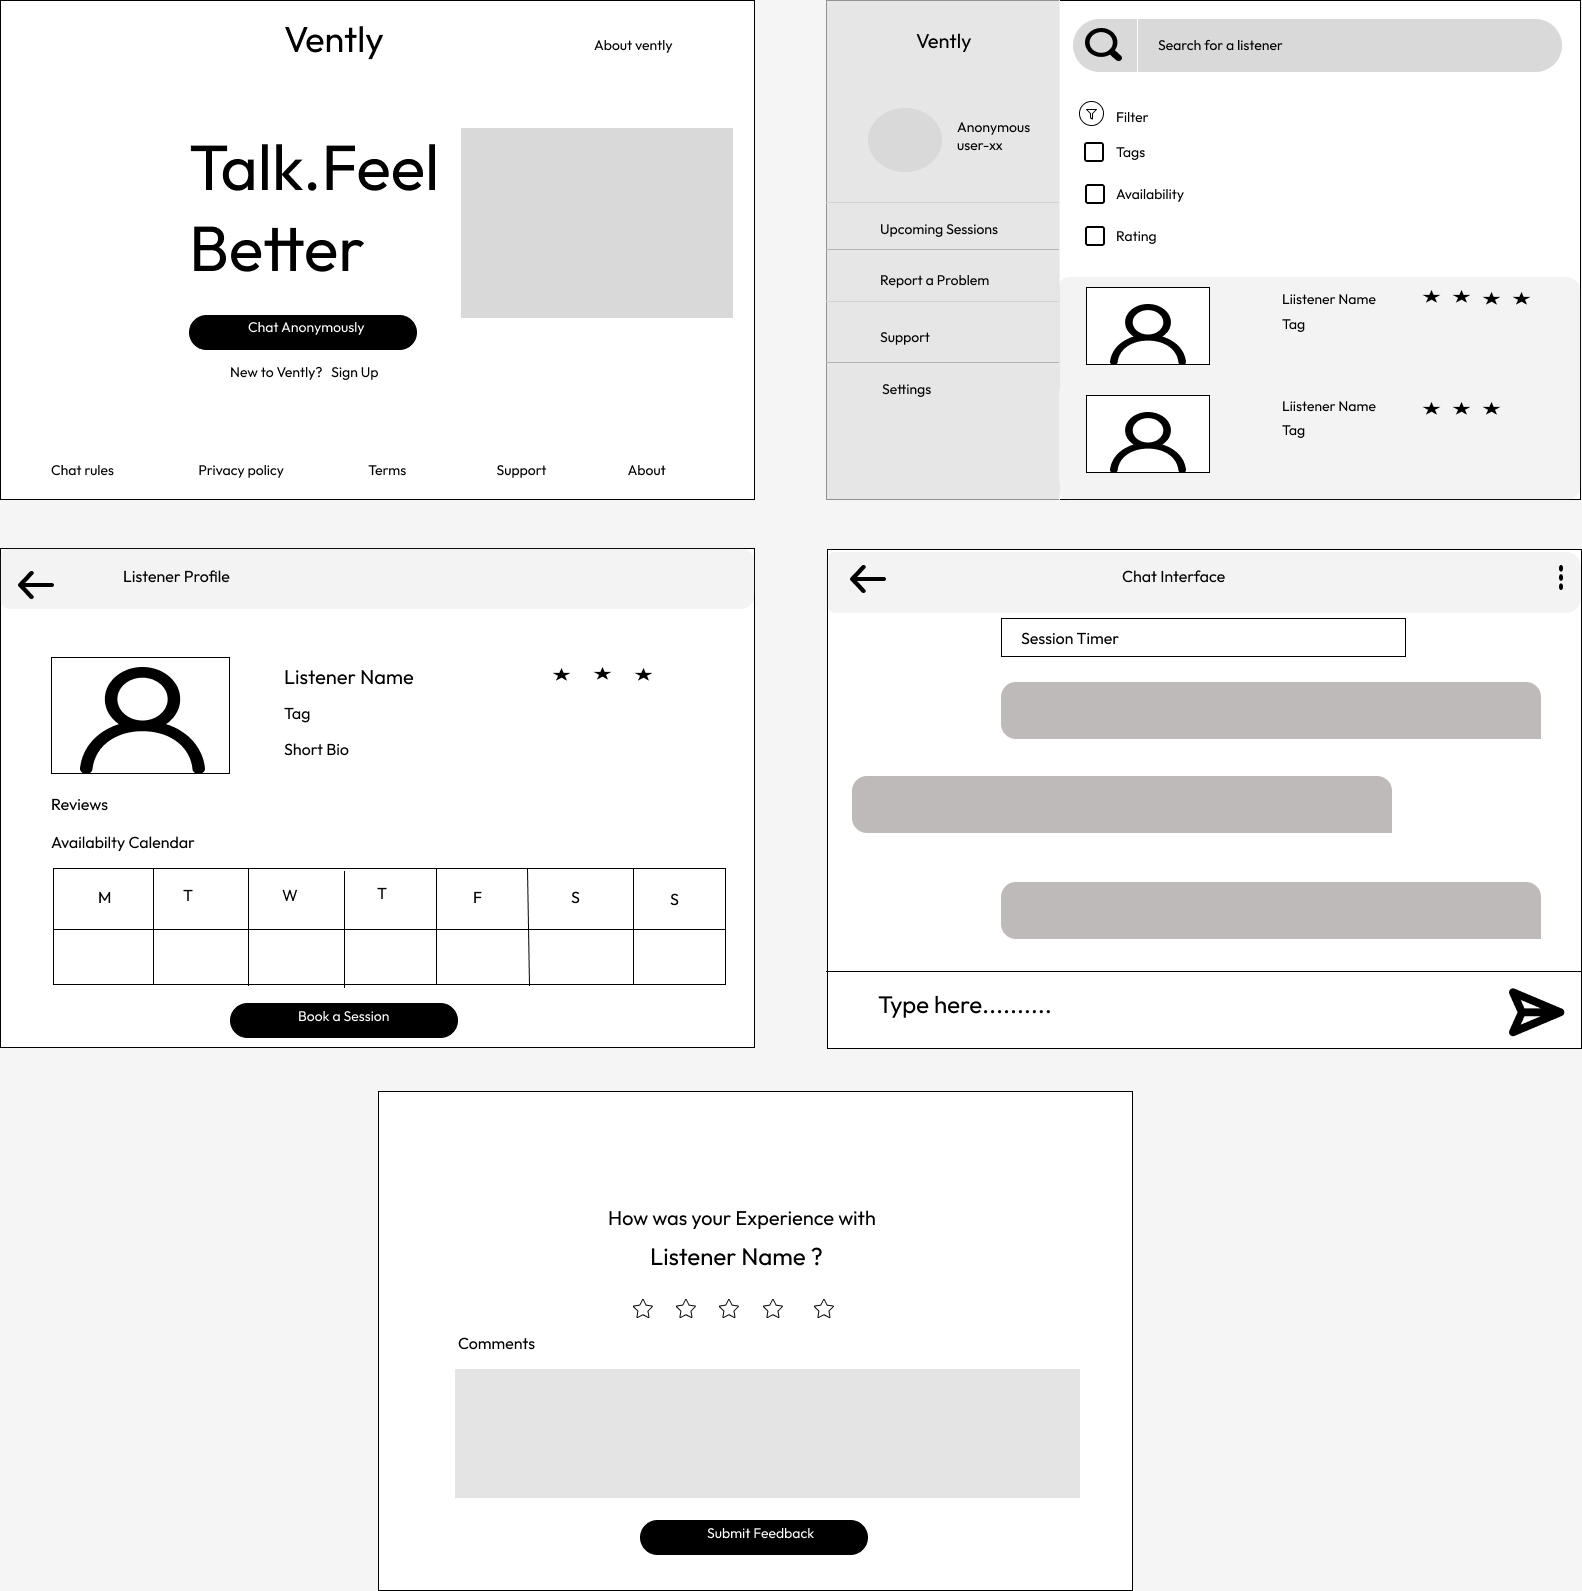 Vently
About vently
Talk.Feel
Better
Chat Anonymously
New to Vently? Sign Up
Chat rules
Privacy policy
Terms
Support
About
Vently
Anonymous
user-xx
Upcoming Sessions
Report a Problem
Support
Settings
Search for a listener
Filter
Tags
Availability
Rating
Liistener Name
Tag
Liistener Name
Tag
Listener Profile
Listener Name
Tag
Short Bio
Reviews
Availabilty Calendar
M T W T F S S
Book a Session
Chat Interface
Session Timer
Type here..........
How was your Experience with
Listener Name ?
Comments
Submit Feedback